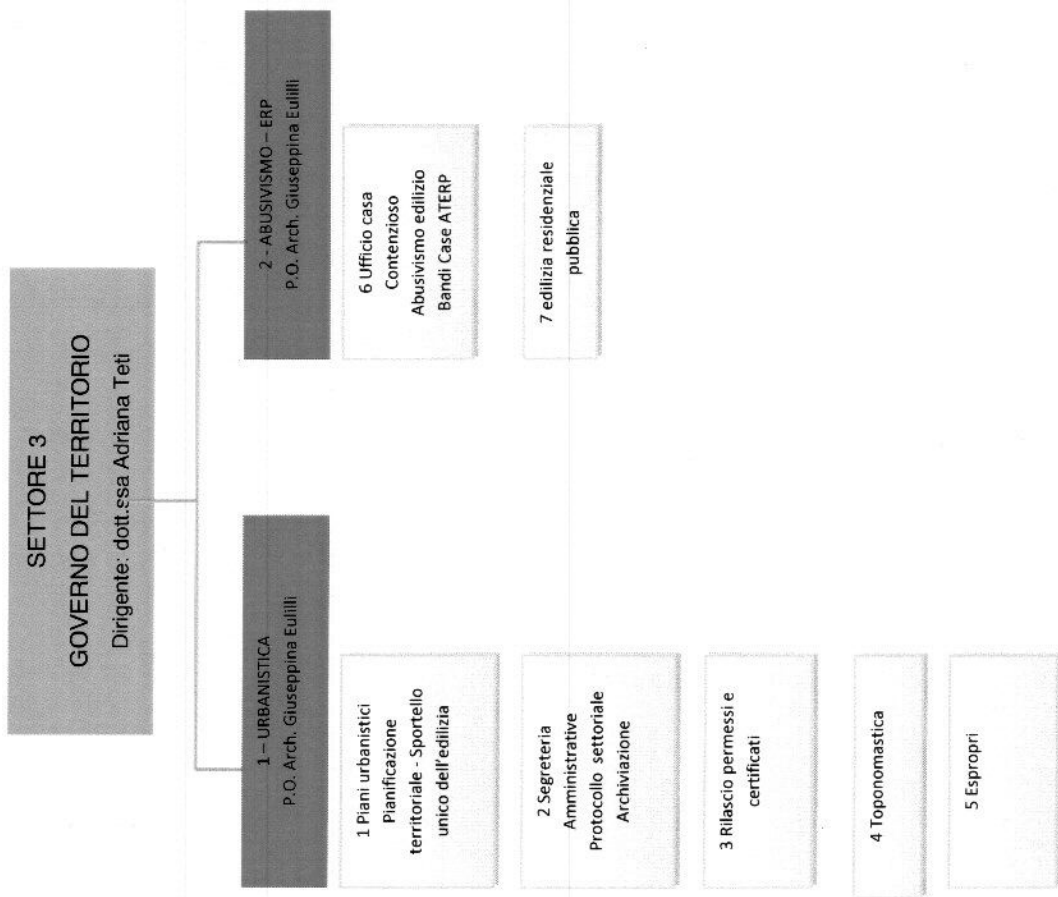 SETTORE 3
GOVERNO DEL TERRITORIO
Dirigente: dott.ssa Adriana Teti
1 – URBANISTICA
P.O. Arch. Giuseppina Eulilli
1 Piani urbanistici
Pianificazione
territoriale - Sportello
unico dell'edilizia
2 Segreteria
Amministrative
Protocollo settoriale
Archiviazione
3 Rilascio permessi e
certificati
4 Toponomastica
5 Espropri
2 - ABUSIVISMO – ERP
P.O. Arch. Giuseppina Eulilli
6 Ufficio casa
Contenzioso
Abusivismo edilizio
Bandi Case ATERP
7 edilizia residenziale
pubblica